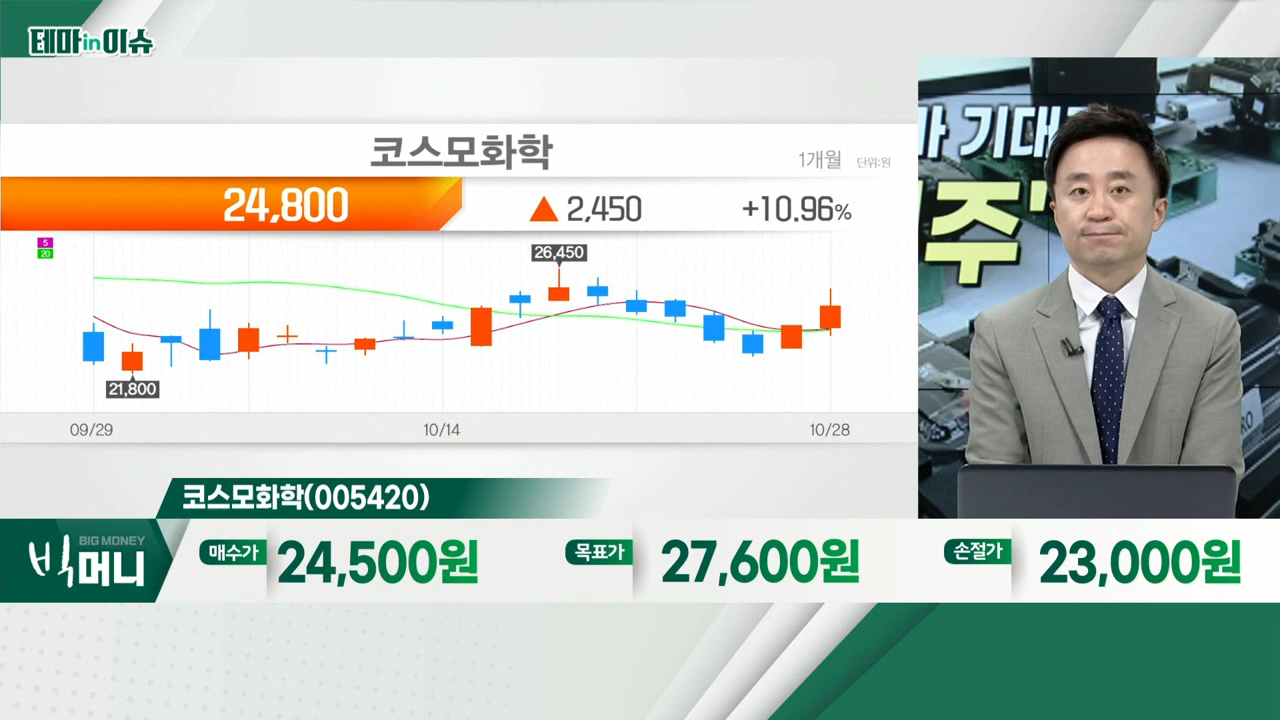 테마in이슈
코스모화학
1개월 단위:원
24,800 ▲ 2,450 +10.96%
5
20
26,450
21,800
09/29 10/14 10/28
기대
주'
코스모화학(005420)
BIG MONEY
빅머니
매수가 24,500원 목표가 27,600원 손절가 23,000원